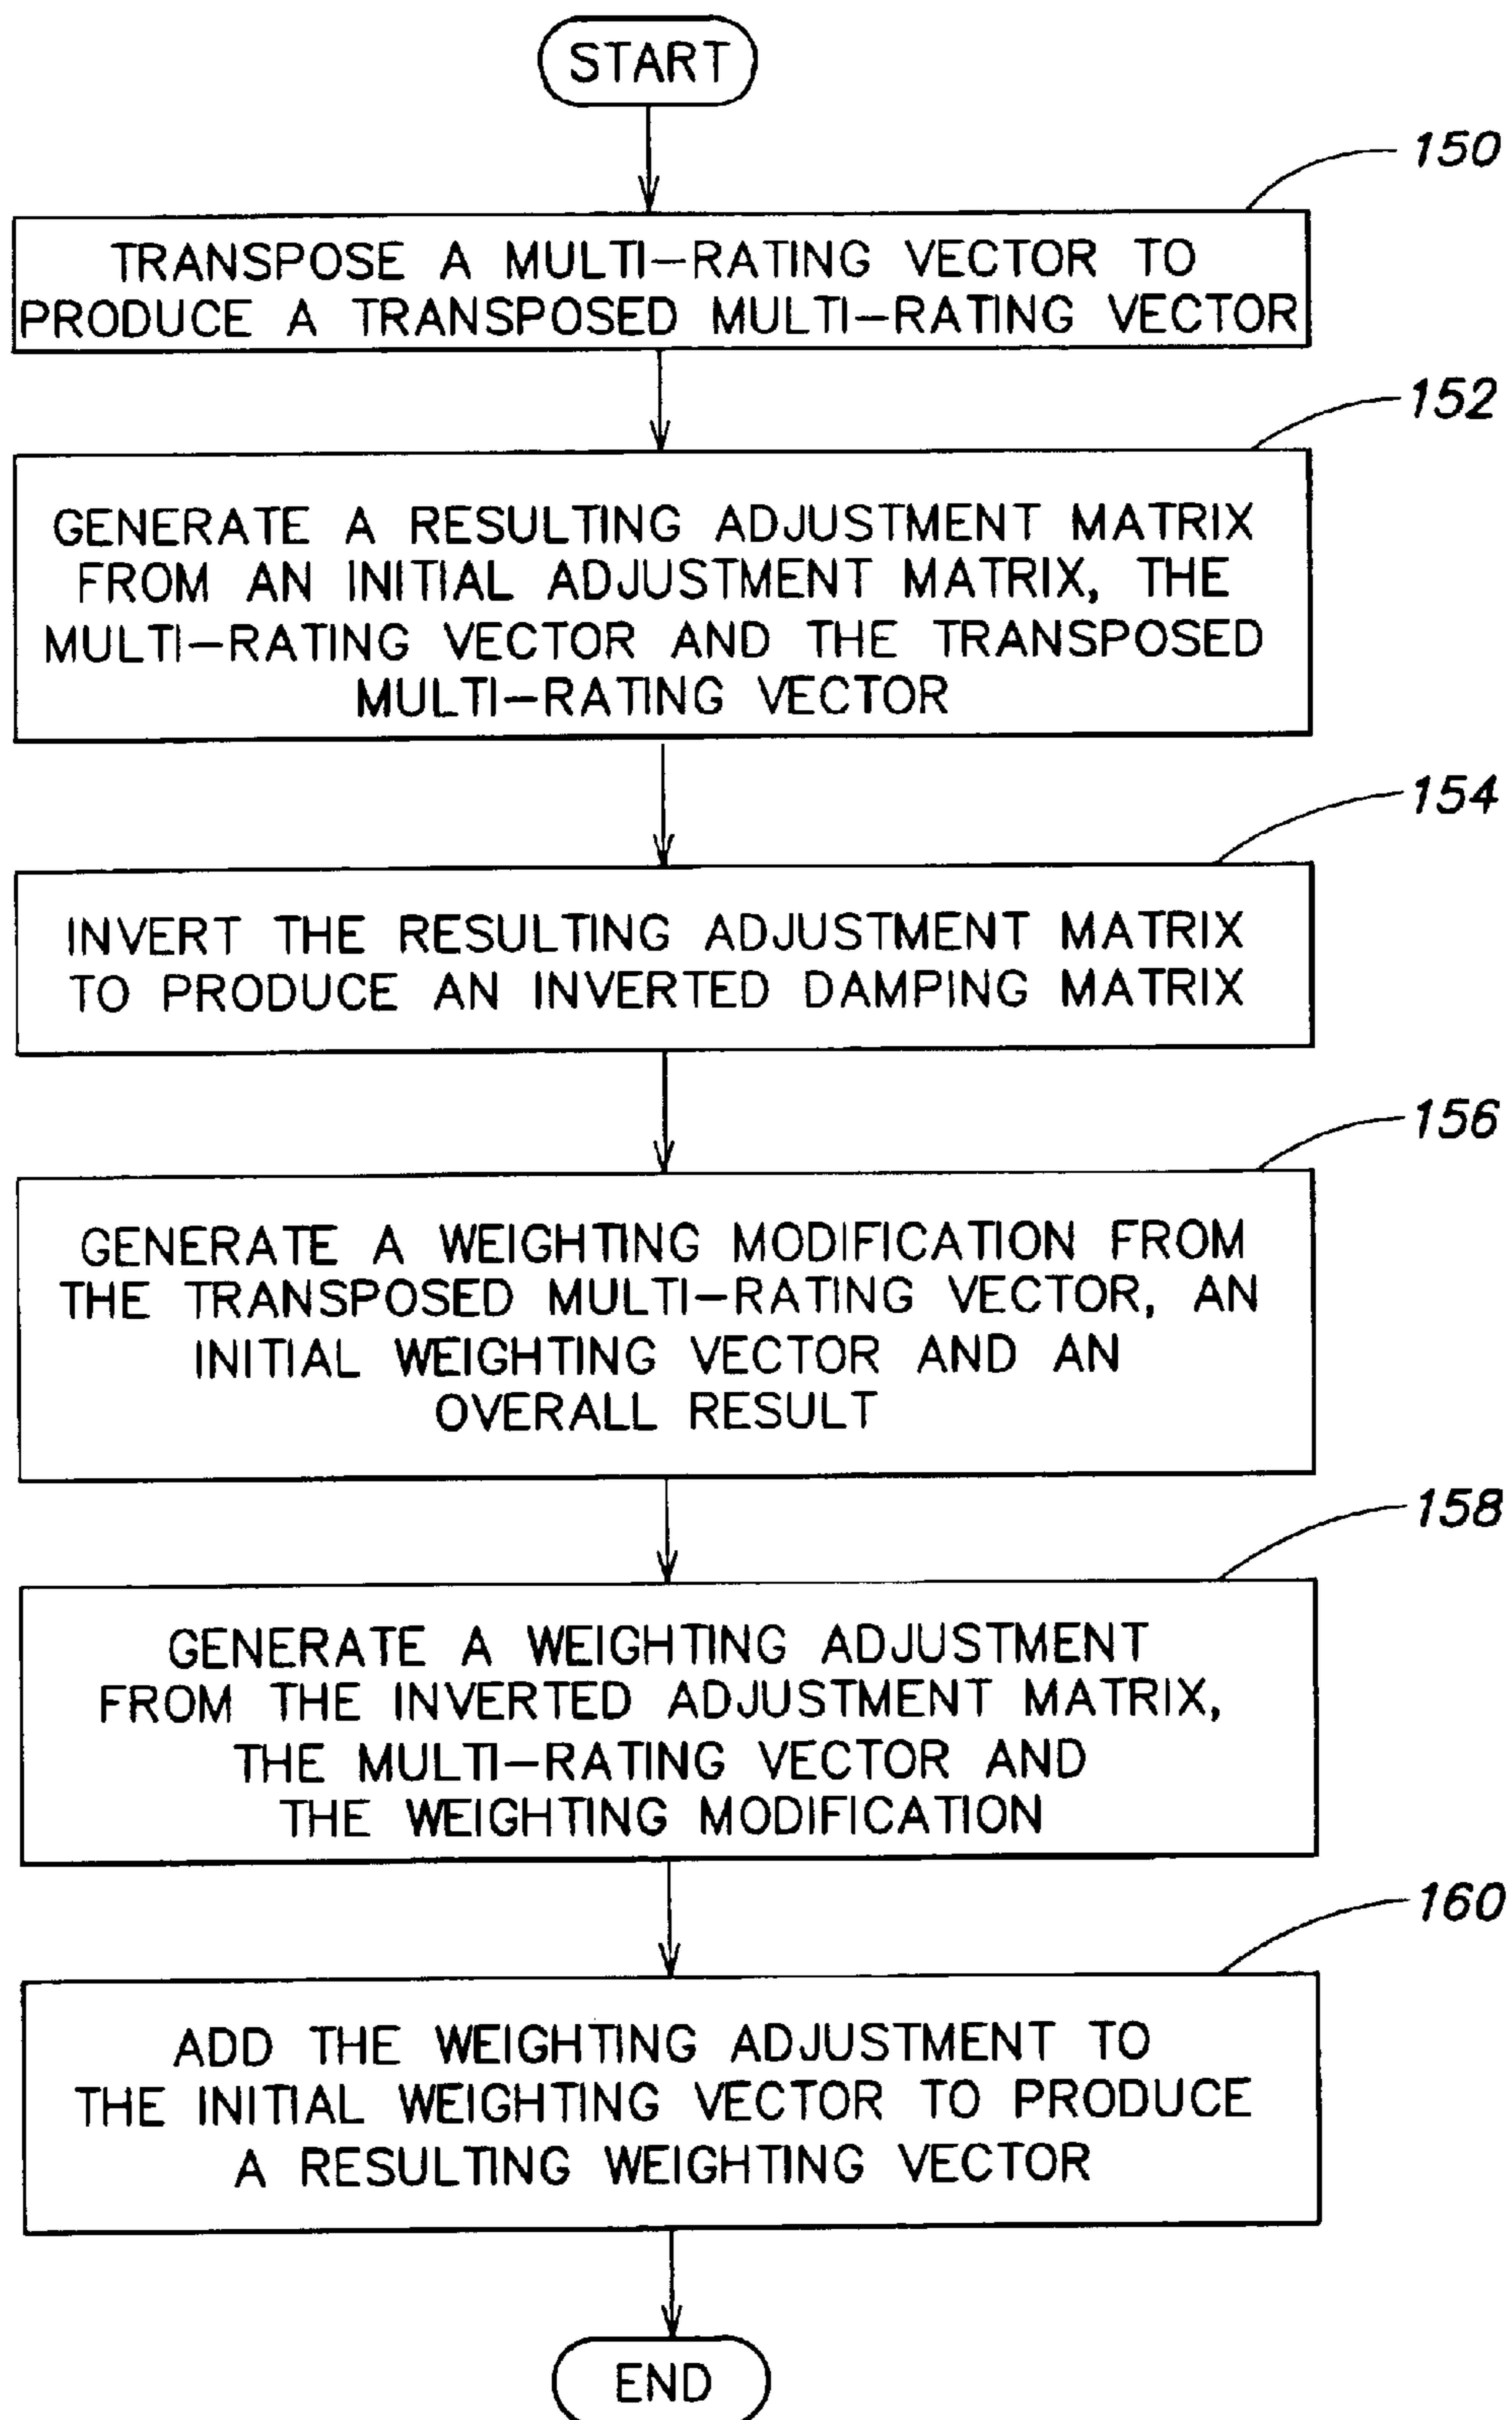 START
150
TRANSPOSE A MULTI-RATING VECTOR TO
PRODUCE A TRANSPOSED MULTI-RATING VECTOR
152
GENERATE A RESULTING ADJUSTMENT MATRIX
FROM AN INITIAL ADJUSTMENT MATRIX, THE
MULTI-RATING VECTOR AND THE TRANSPOSED
MULTI-RATING VECTOR
154
INVERT THE RESULTING ADJUSTMENT MATRIX
TO PRODUCE AN INVERTED DAMPING MATRIX
156
GENERATE A WEIGHTING MODIFICATION FROM
THE TRANSPOSED MULTI-RATING VECTOR, AN
INITIAL WEIGHTING VECTOR AND AN
OVERALL RESULT
158
GENERATE A WEIGHTING ADJUSTMENT
FROM THE INVERTED ADJUSTMENT MATRIX,
THE MULTI-RATING VECTOR AND
THE WEIGHTING MODIFICATION
160
ADD THE WEIGHTING ADJUSTMENT TO
THE INITIAL WEIGHTING VECTOR TO PRODUCE
A RESULTING WEIGHTING VECTOR
END